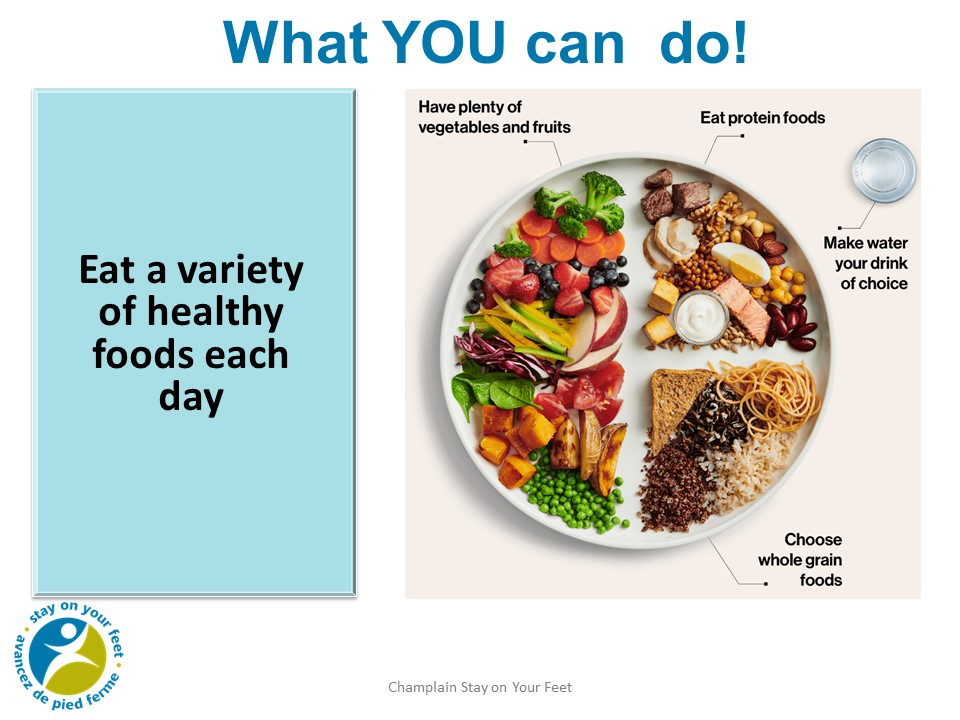 What YOU can  do!
Eat a variety
of healthy
foods each
day
Have plenty of
vegetables and fruits
Eat protein foods
Make water
your drink
of choice
Choose
whole grain
foods
• stay on your feet •
avancez de pied ferme
Champlain Stay on Your Feet